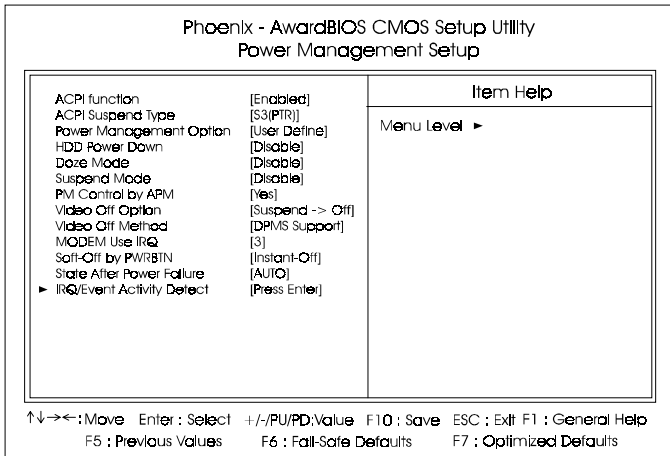 Phoenix - AwardBIOS CMOS Setup Utility
Power Management Setup
ACPI function [Enabled]
ACPI Suspend Type [S3(PTR)]
Power Management Option [User Define]
HDD Power Down [Disable]
Doze Mode [Disable]
Suspend Mode [Disable]
PM Control by APM [Yes]
Video Off Option [Suspend -> Off]
Video Off Method [DPMS Support]
MODEM Use IRQ [3]
Soft-Off by PWRBTN [Instant-Off]
State After Power Failure [AUTO]
► IRQ/Event Activity Detect [Press Enter]
Item Help
Menu Level ►
↑↓→←:Move Enter : Select +/-/PU/PD:Value F10 : Save ESC : Exit F1 : General Help
F5 : Previous Values F6 : Fail-Safe Defaults F7 : Optimized Defaults